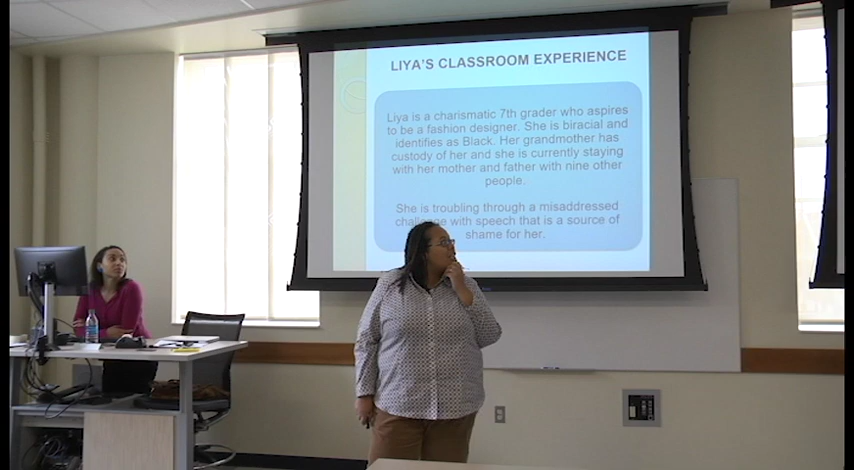 LIYA'S CLASSROOM EXPERIENCE
Liya is a charismatic 7th grader who aspires
to be a fashion designer. She is biracial and
identifies as Black. Her grandmother has
custody of her and she is currently staying
with her mother and father with nine other
people.
She is troubling through a misaddressed
challenge with speech that is a source of
shame for her.